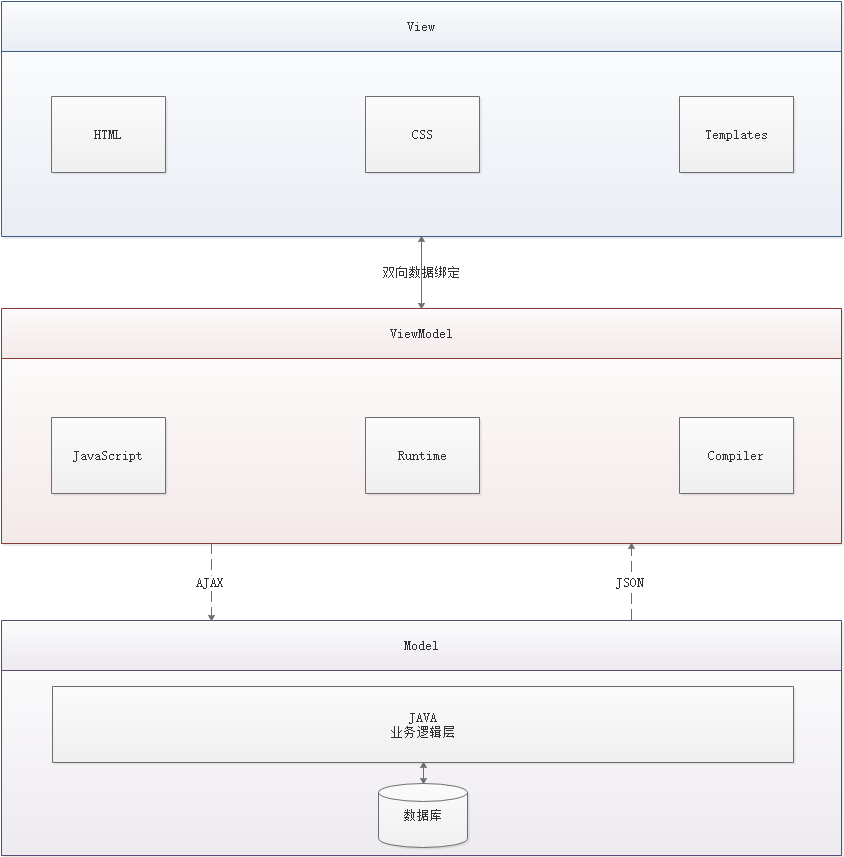 View
HTML
CSS
Templates
双向数据绑定
ViewModel
JavaScript
Runtime
Compiler
AJAX
JSON
Model
JAVA
业务逻辑层
数据库